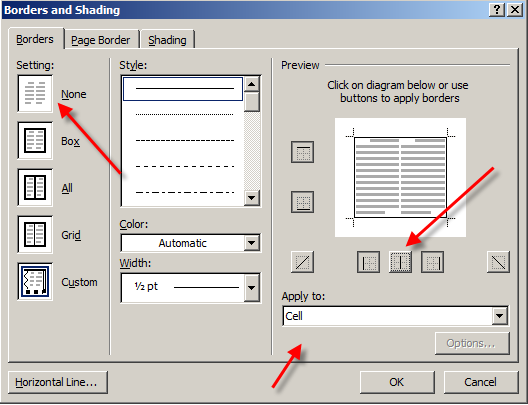 Borders and Shading
Borders
Page Border
Shading
Setting:
None
Box
All
Grid
Custom
Style:
Color:
Automatic
Width:
½ pt
Preview
Click on diagram below or use
buttons to apply borders
Apply to:
Cell
Options...
Horizontal Line...
OK
Cancel